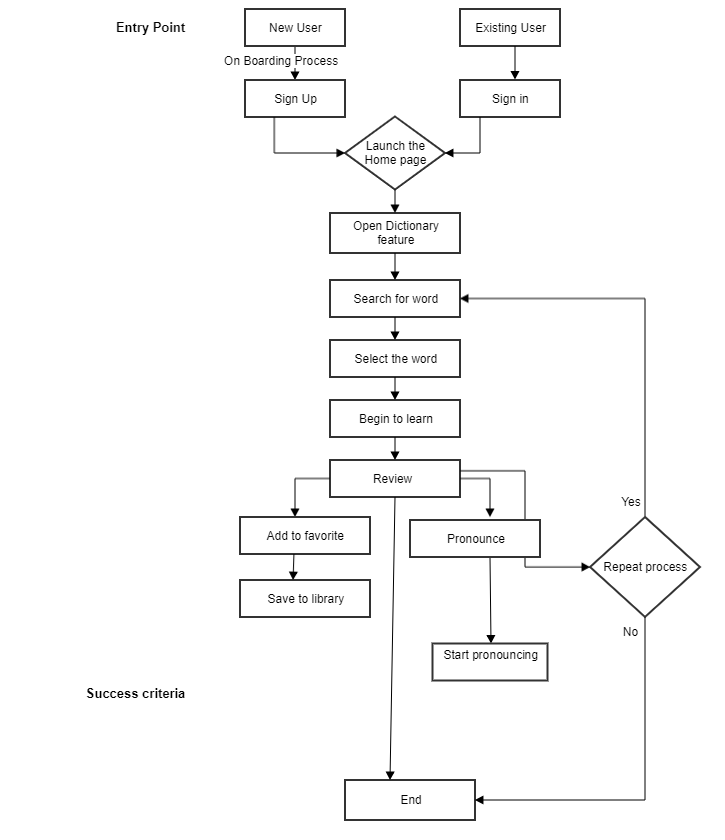 Entry Point
New User
Existing User
On Boarding Process
Sign Up
Sign in
Launch the
Home page
Open Dictionary
feature
Search for word
Select the word
Begin to learn
Review
Yes
Add to favorite
Pronounce
Repeat process
Save to library
No
Start pronouncing
Success criteria
End